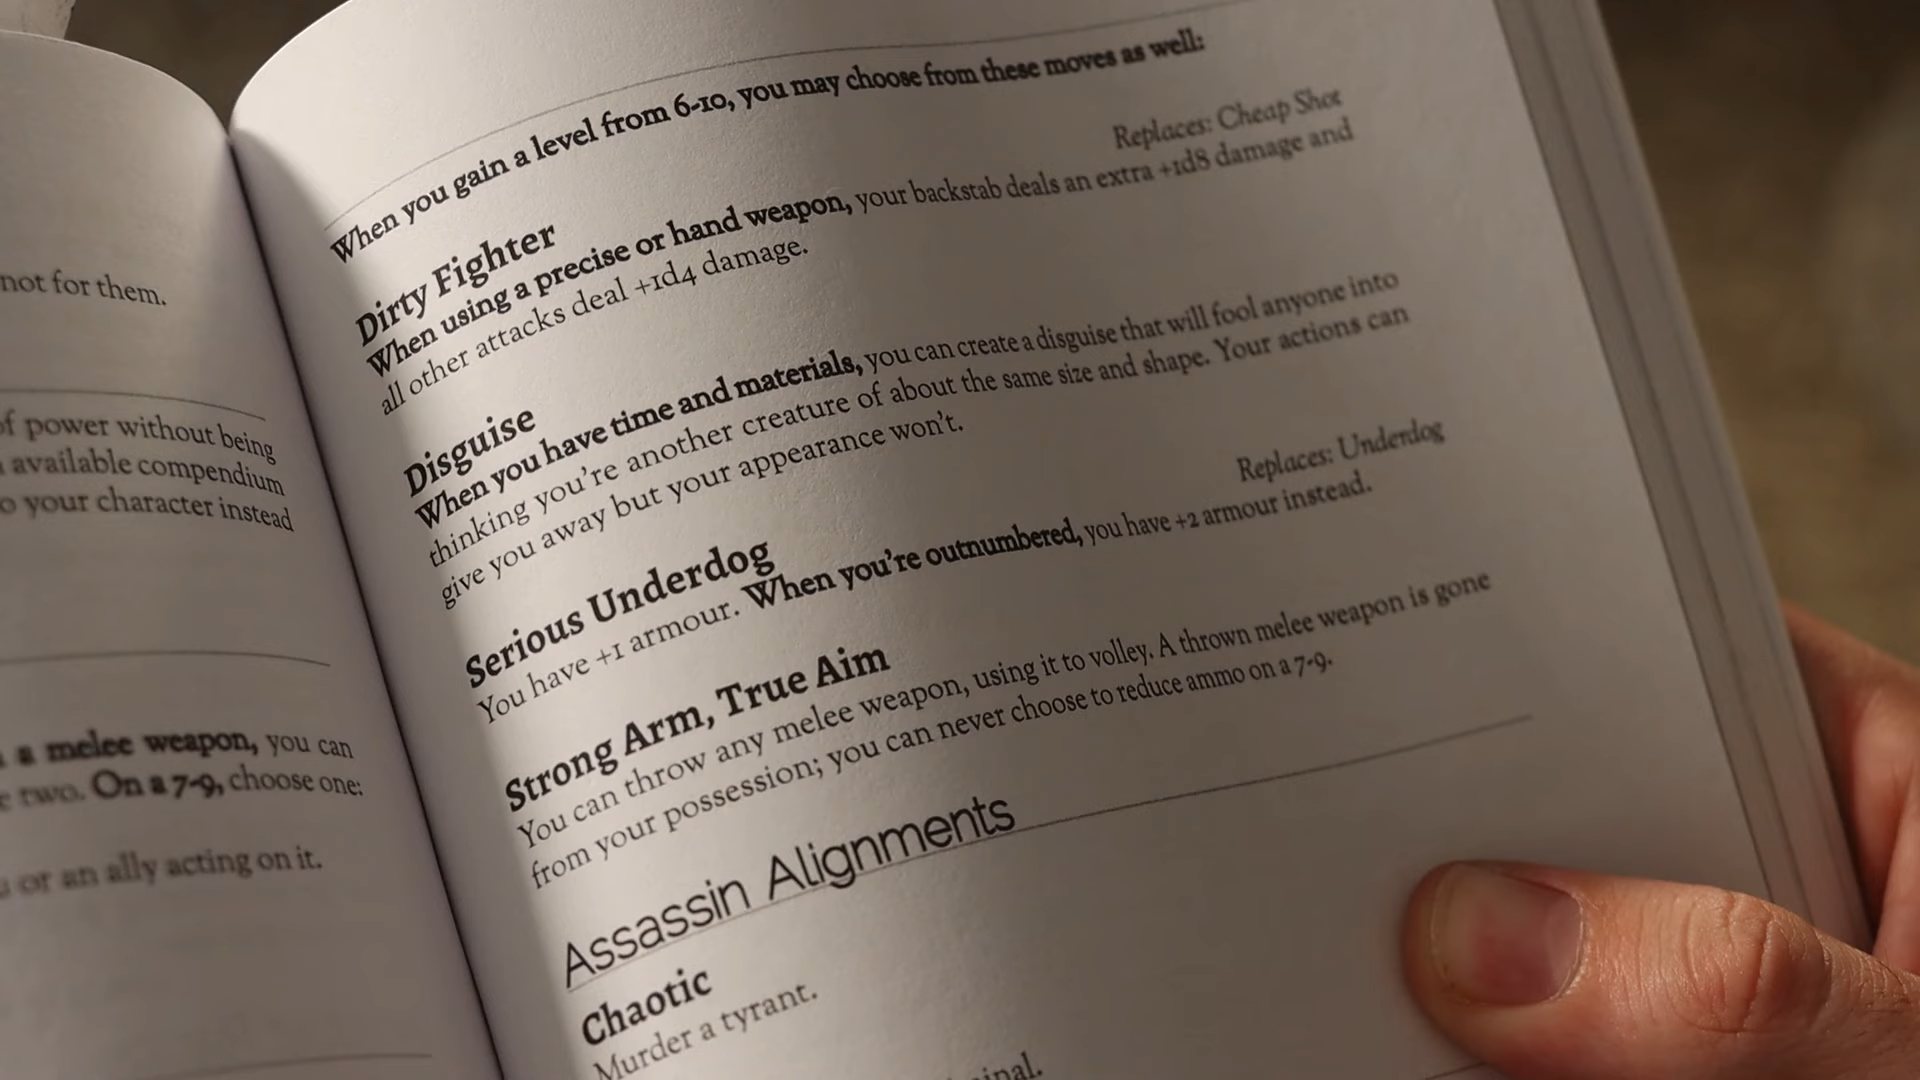 not for them.
of power without being
available compendium
to your character instead
a melee weapon, you can
two. On a 7-9, choose one:
or an ally acting on it.
When you gain a level from 6-10, you may choose from these moves as well:
Dirty Fighter
Replaces: Cheap Shot
When using a precise or hand weapon, your backstab deals an extra +1d8 damage and
all other attacks deal +1d4 damage.
Disguise
When you have time and materials, you can create a disguise that will fool anyone into
thinking you're another creature of about the same size and shape. Your actions can
give you away but your appearance won't.
Serious Underdog
Replaces: Underdog
You have +1 armour. When you're outnumbered, you have +2 armour instead.
Strong Arm, True Aim
You can throw any melee weapon, using it to volley. A thrown melee weapon is gone
from your possession; you can never choose to reduce ammo on a 7-9.
Assassin Alignments
Chaotic
Murder a tyrant.